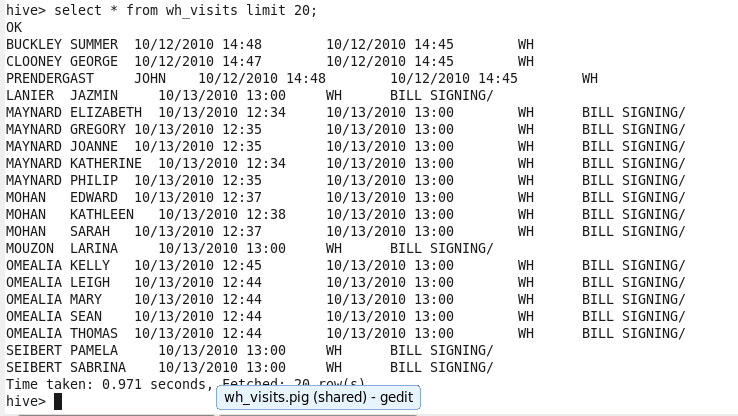 hive> select * from wh_visits limit 20;
OK
BUCKLEY SUMMER 10/12/2010 14:48 10/12/2010 14:45 WH
CLOONEY GEORGE 10/12/2010 14:47 10/12/2010 14:45 WH
PRENDERGAST JOHN 10/12/2010 14:48 10/12/2010 14:45 WH
LANIER JAZMIN 10/13/2010 13:00 WH BILL SIGNING/
MAYNARD ELIZABETH 10/13/2010 12:34 10/13/2010 13:00 WH BILL SIGNING/
MAYNARD GREGORY 10/13/2010 12:35 10/13/2010 13:00 WH BILL SIGNING/
MAYNARD JOANNE 10/13/2010 12:35 10/13/2010 13:00 WH BILL SIGNING/
MAYNARD KATHERINE 10/13/2010 12:34 10/13/2010 13:00 WH BILL SIGNING/
MAYNARD PHILIP 10/13/2010 12:35 10/13/2010 13:00 WH BILL SIGNING/
MOHAN EDWARD 10/13/2010 12:37 10/13/2010 13:00 WH BILL SIGNING/
MOHAN KATHLEEN 10/13/2010 12:38 10/13/2010 13:00 WH BILL SIGNING/
MOHAN SARAH 10/13/2010 12:37 10/13/2010 13:00 WH BILL SIGNING/
MOUZON LARINA 10/13/2010 13:00 WH BILL SIGNING/
OMEALIA KELLY 10/13/2010 12:45 10/13/2010 13:00 WH BILL SIGNING/
OMEALIA LEIGH 10/13/2010 12:44 10/13/2010 13:00 WH BILL SIGNING/
OMEALIA MARY 10/13/2010 12:44 10/13/2010 13:00 WH BILL SIGNING/
OMEALIA SEAN 10/13/2010 12:44 10/13/2010 13:00 WH BILL SIGNING/
OMEALIA THOMAS 10/13/2010 12:44 10/13/2010 13:00 WH BILL SIGNING/
SEIBERT PAMELA 10/13/2010 13:00 WH BILL SIGNING/
SEIBERT SABRINA 10/13/2010 13:00 WH BILL SIGNING/
Time taken: 0.971 seconds, Fetched: 20 row(s)
hive>
wh_visits.pig (shared) - gedit